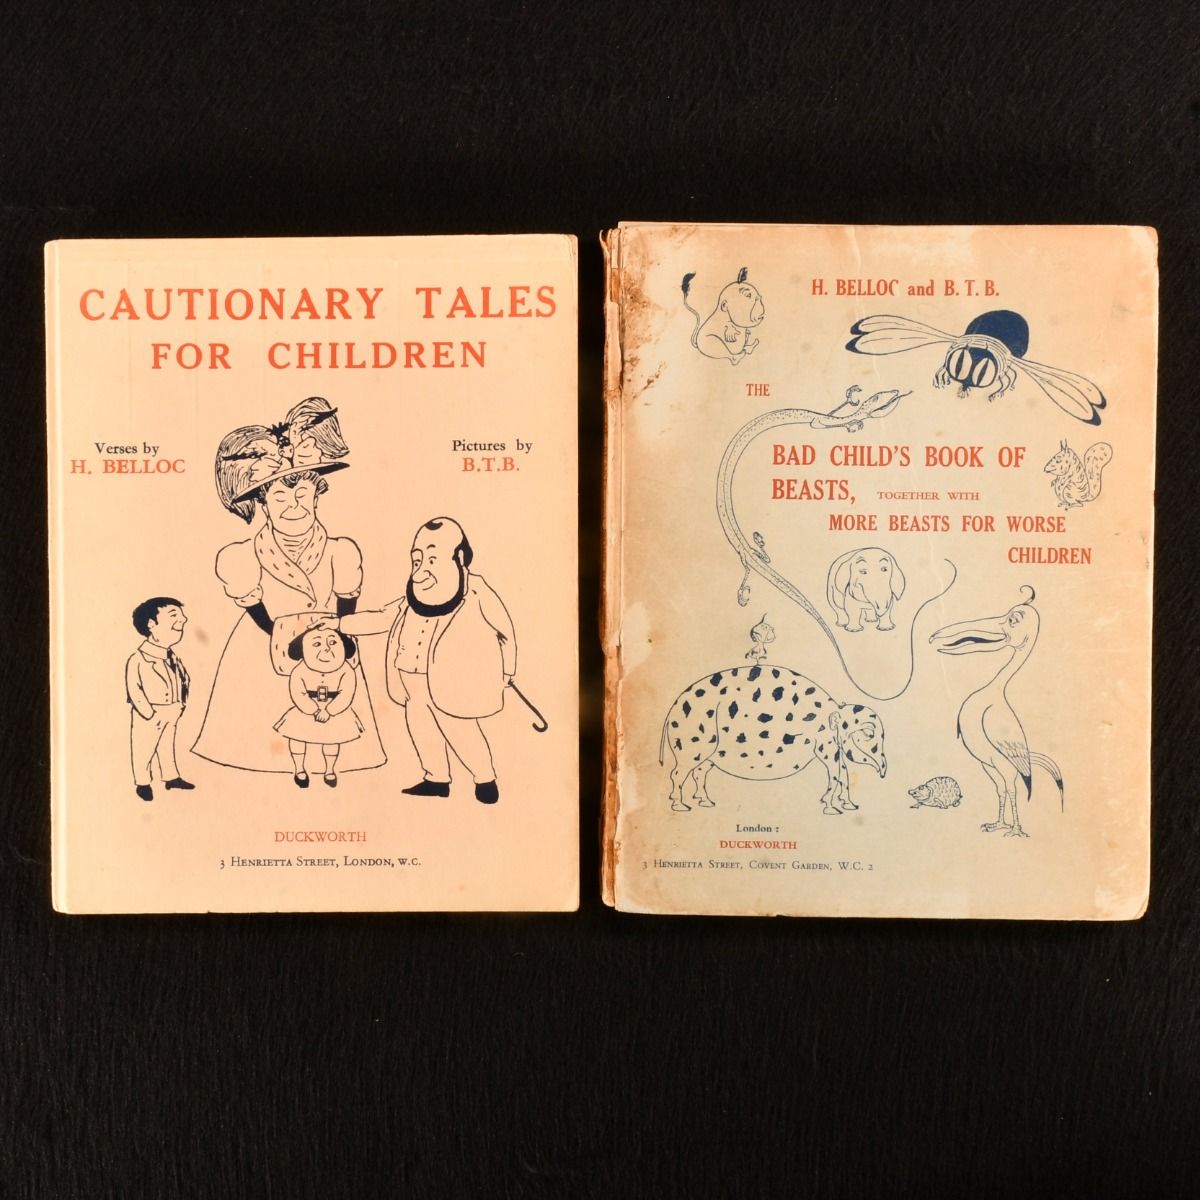 CAUTIONARY TALES
FOR CHILDREN
Verses by
H. BELLOC
Pictures by
B.T.B.
DUCKWORTH
3 HENRIETTA STREET, LONDON, W.C.
H. BELLOC and B. T. B.
THE
BAD CHILD'S BOOK OF
BEASTS, TOGETHER WITH
MORE BEASTS FOR WORSE
CHILDREN
London :
DUCKWORTH
3 HENRIETTA STREET, COVENT GARDEN, W.C. 2